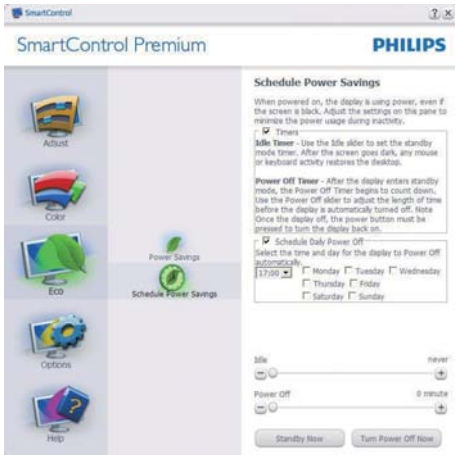 SmartControl
SmartControl Premium
PHILIPS
Adjust
Color
Eco
Options
Help
Power Savings
Schedule Power Savings
Schedule Power Savings
When powered on, the display is using power, even if
the screen is black. Adjust the settings on this pane to
minimize the power usage during inactivity.
Timers
Idle Timer - Use the Idle slider to set the standby
mode timer. After the screen goes dark, any mouse
or keyboard activity restores the desktop.
Power Off Timer - After the display enters standby
mode, the Power Off Timer begins to count down.
Use the Power Off slider to adjust the length of time
before the display is automatically turned off. Note
Once the display off, the power button must be
pressed to turn the display back on.
Schedule Daily Power Off
Select the time and day for the display to Power Off
automatically.
17:00 Monday Tuesday Wednesday
Thursday Friday
Saturday Sunday
Idle never
Power Off 0 minute
Standby Now Turn Power Off Now